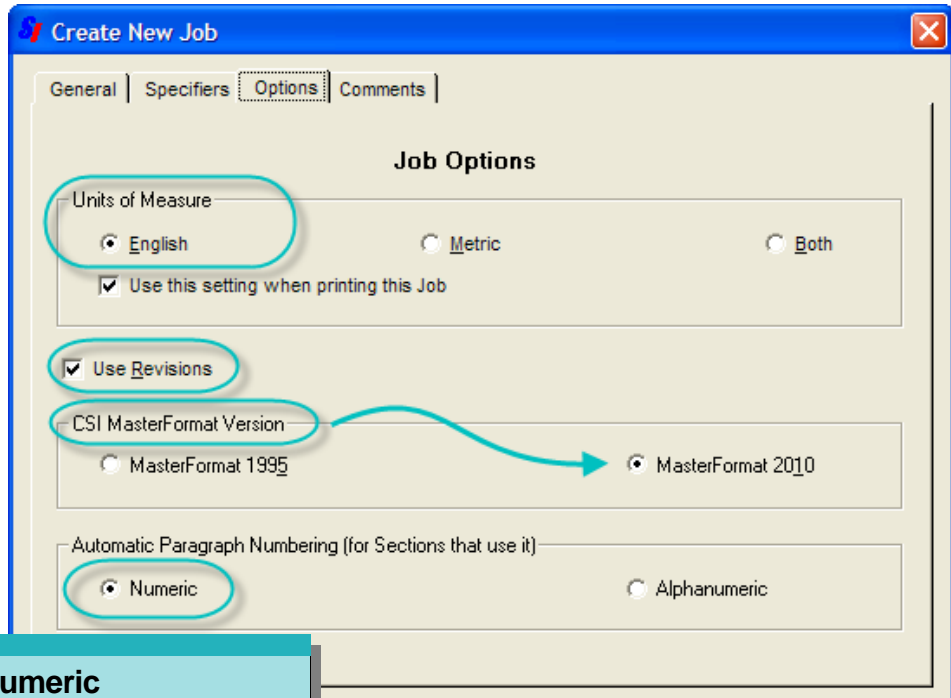 SI Create New Job
General Specifiers Options Comments
Job Options
Units of Measure
English Metric Both
Use this setting when printing this Job
Use Revisions
CSI MasterFormat Version
MasterFormat 1995 MasterFormat 2010
Automatic Paragraph Numbering (for Sections that use it)
Numeric Alphanumeric
umeric